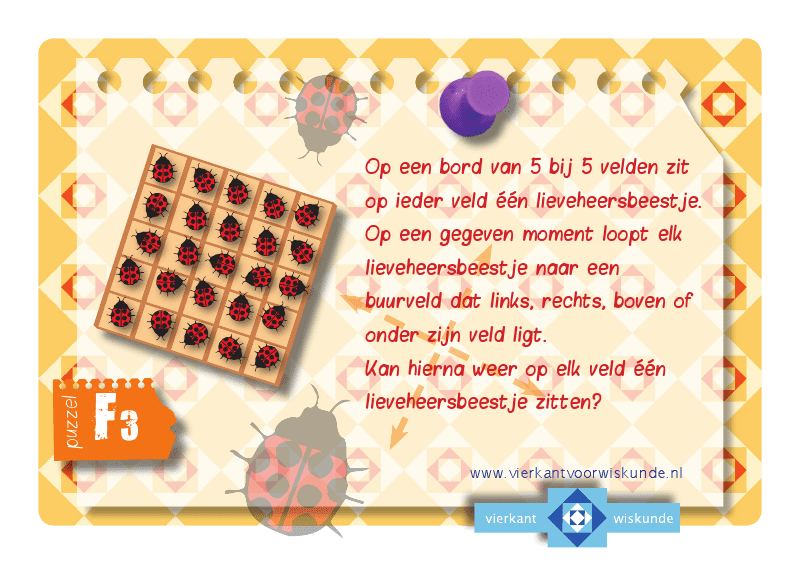 Op een bord van 5 bij 5 velden zit
op ieder veld één lieveheersbeestje.
Op een gegeven moment loopt elk
lieveheersbeestje naar een
buurveld dat links, rechts, boven of
onder zijn veld ligt.
Kan hierna weer op elk veld één
lieveheersbeestje zitten?
puzzel F3
www.vierkantvoorwiskunde.nl
vierkant wiskunde